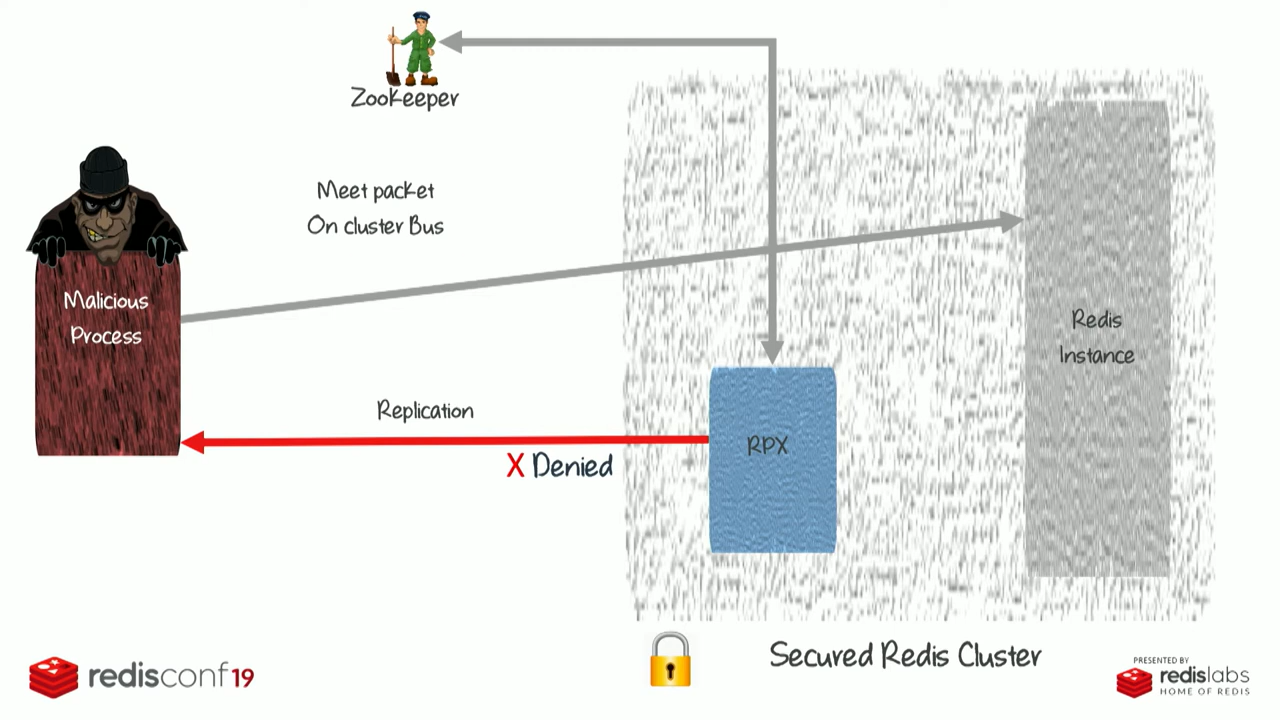 ZooKeeper
Meet packet
On cluster Bus
Malicious
Process
Redis
Instance
Replication
X Denied
RPX
Secured Redis Cluster
redisconf19
PRESENTED BY
redislabs
HOME OF REDIS